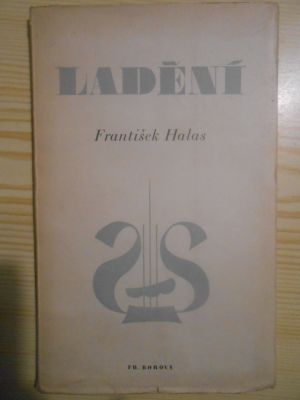 LADĚNÍ
František Halas
FR. BOROVÝ